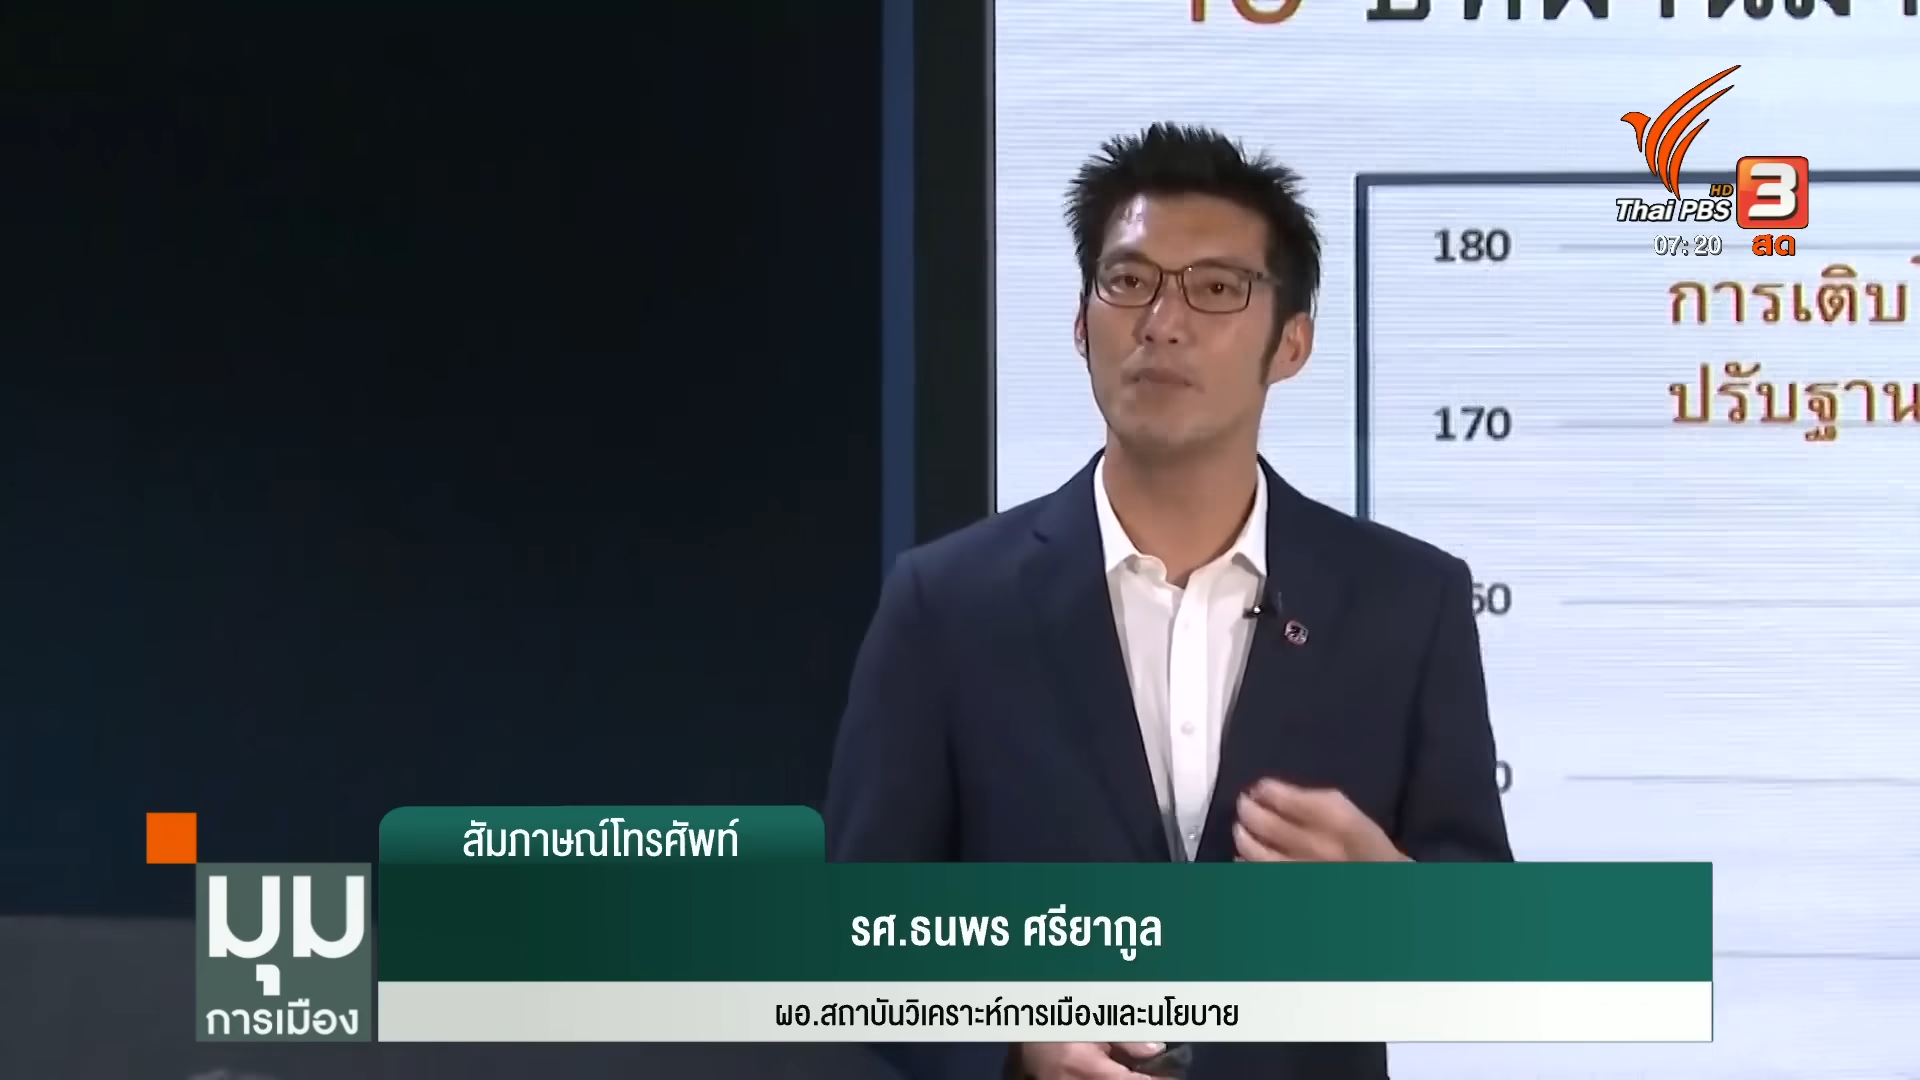 Thai PBS HD 3
07:20 สด
180
การเติบ
ปรับฐาน
170
สัมภาษณ์โทรศัพท์
มุม
การเมือง
รศ.ธนพร ศรียากูล
ผอ.สถาบันวิเคราะห์การเมืองและนโยบาย